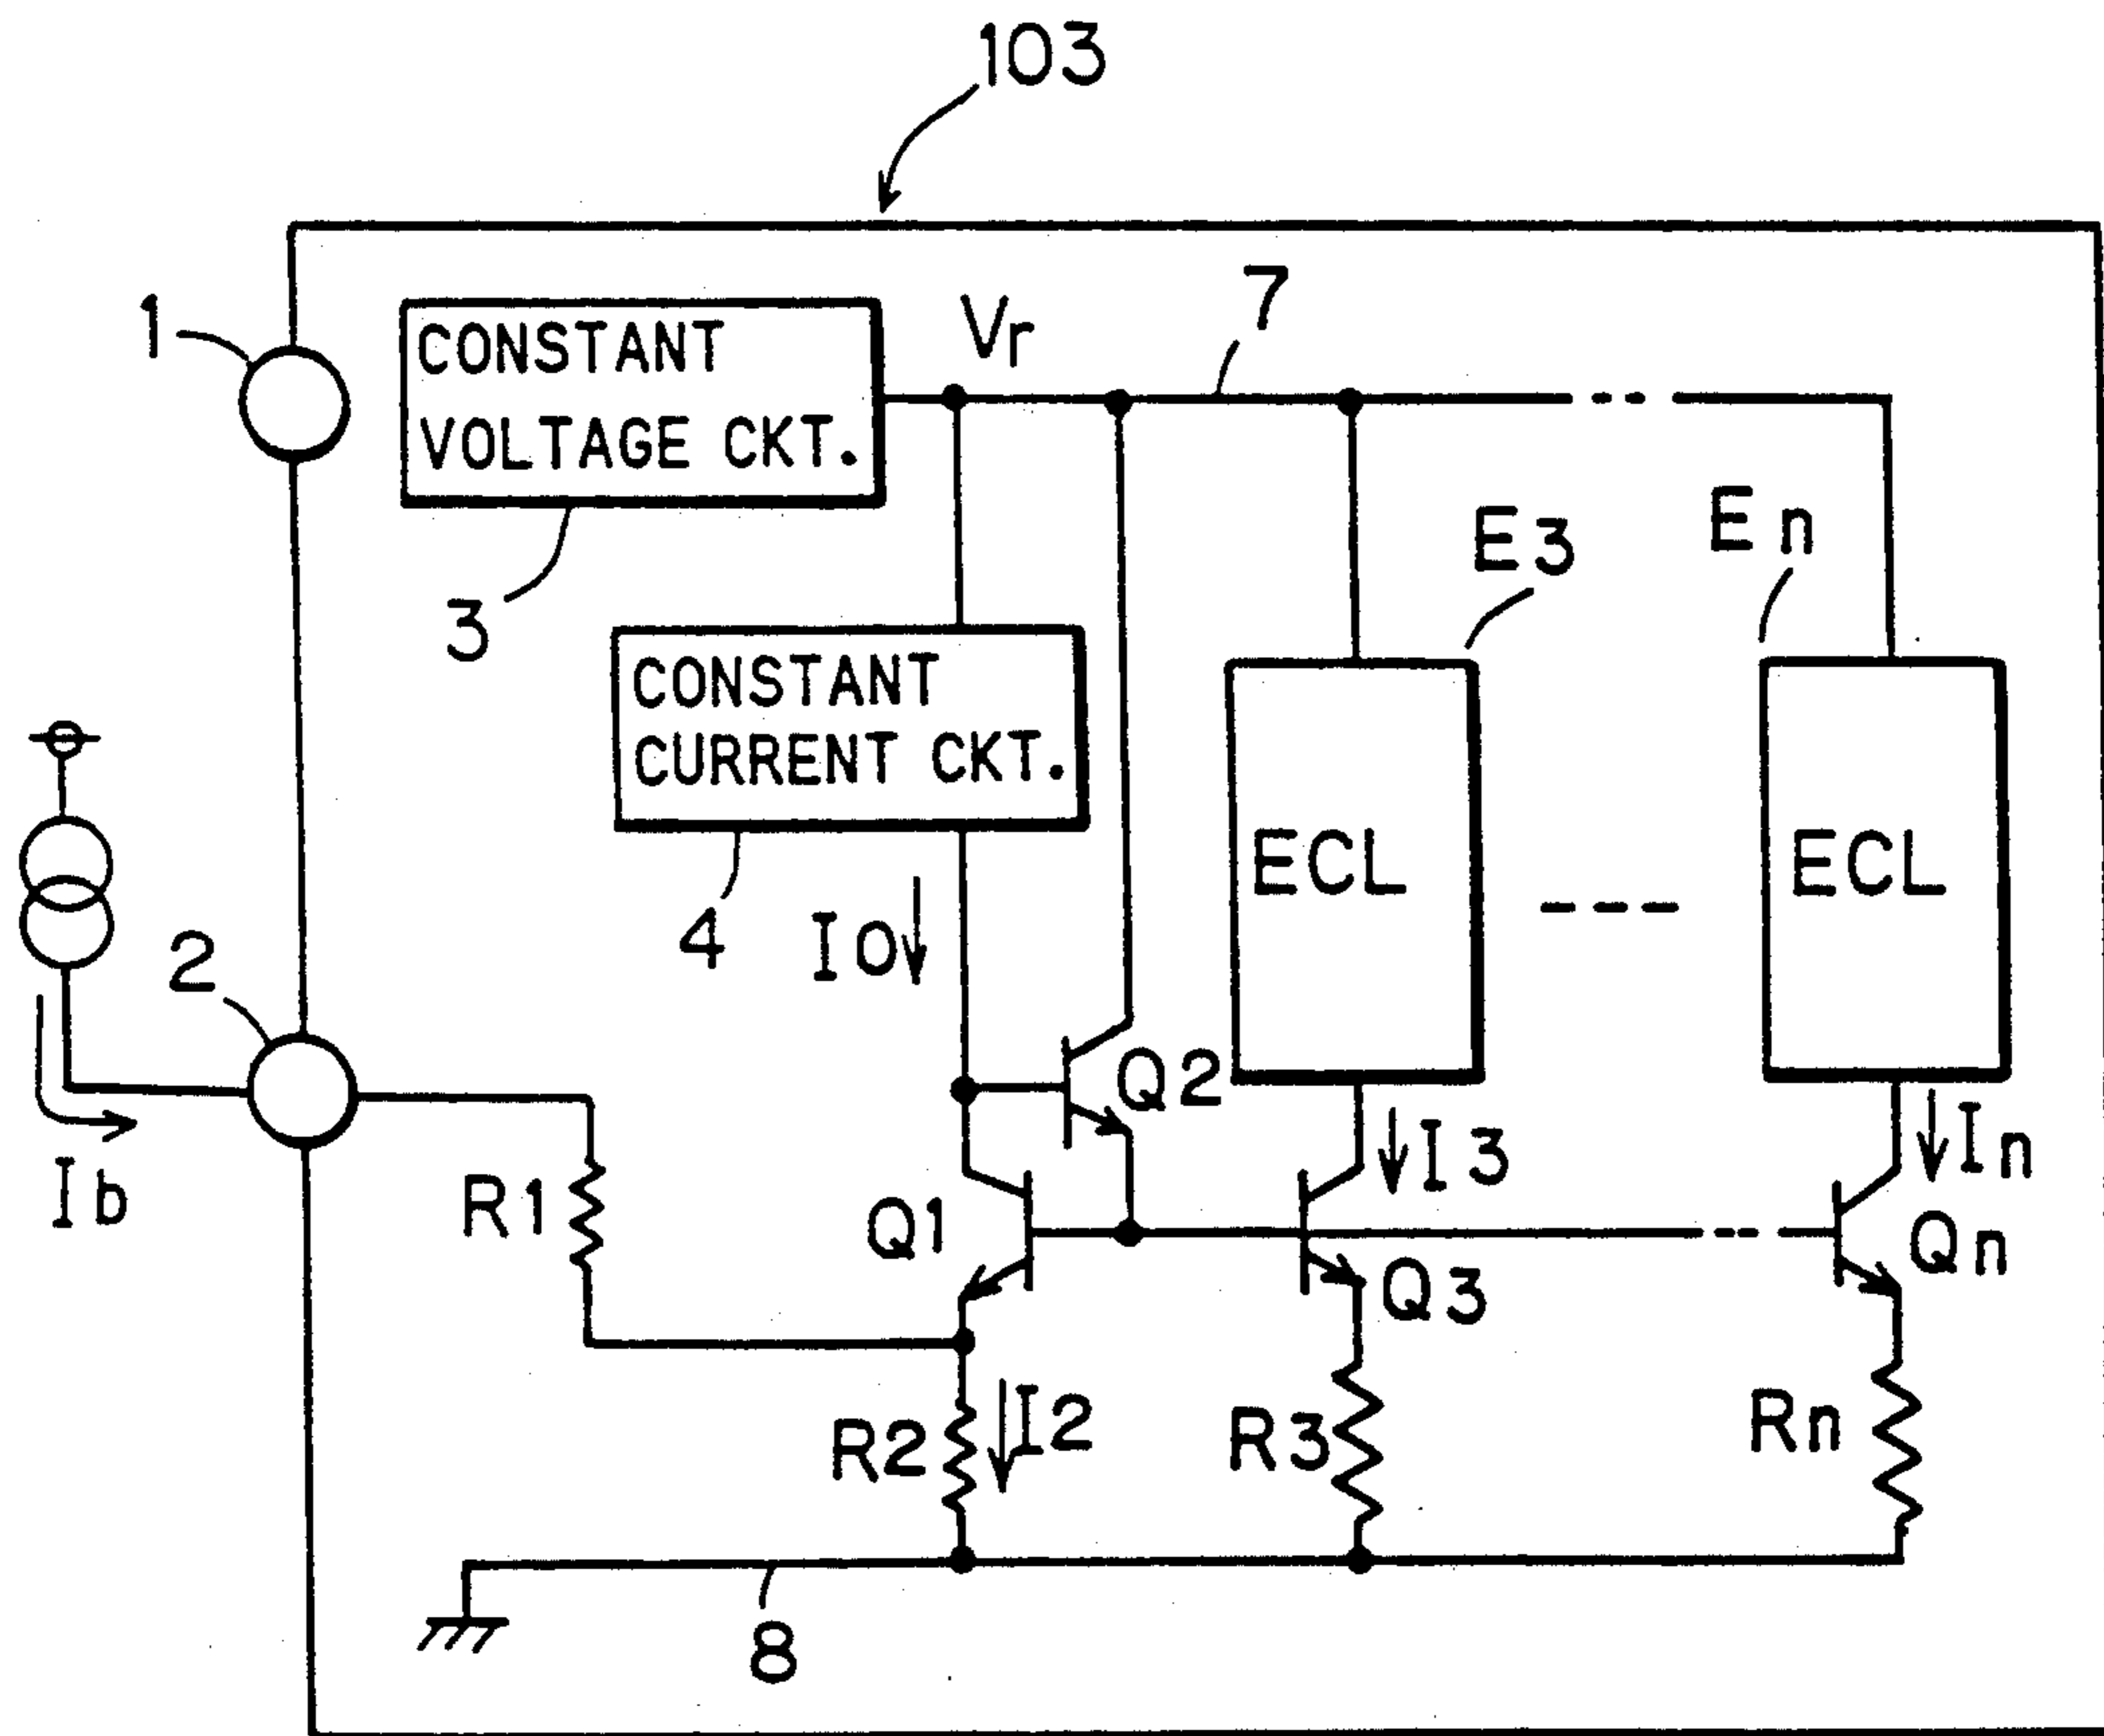 103
1
CONSTANT
VOLTAGE CKT.
Vr
7
3
E3
En
CONSTANT
CURRENT CKT.
4
I0
ECL
ECL
2
Ib
R1
Q2
I3
In
Q1
Q3
Qn
R2
I2
R3
Rn
8